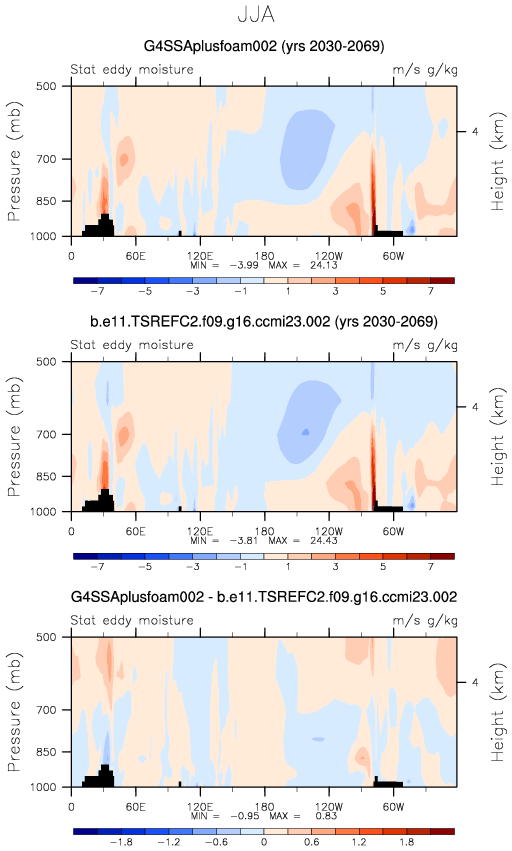 JJA
G4SSAplusfoam002 (yrs 2030-2069)
Stat eddy moisture m/s g/kg
500
700
850
1000
Pressure (mb)
4
Height (km)
0 60E 120E 180 120W 60W
MIN = -3.99 MAX = 24.13
-7 -5 -3 -1 1 3 5 7
b.e11.TSREFC2.f09.g16.ccmi23.002 (yrs 2030-2069)
Stat eddy moisture m/s g/kg
500
700
850
1000
Pressure (mb)
4
Height (km)
0 60E 120E 180 120W 60W
MIN = -3.81 MAX = 24.43
-7 -5 -3 -1 1 3 5 7
G4SSAplusfoam002 - b.e11.TSREFC2.f09.g16.ccmi23.002
Stat eddy moisture m/s g/kg
500
700
850
1000
Pressure (mb)
4
Height (km)
0 60E 120E 180 120W 60W
MIN = -0.95 MAX = 0.83
-1.8 -1.2 -0.6 0 0.6 1.2 1.8